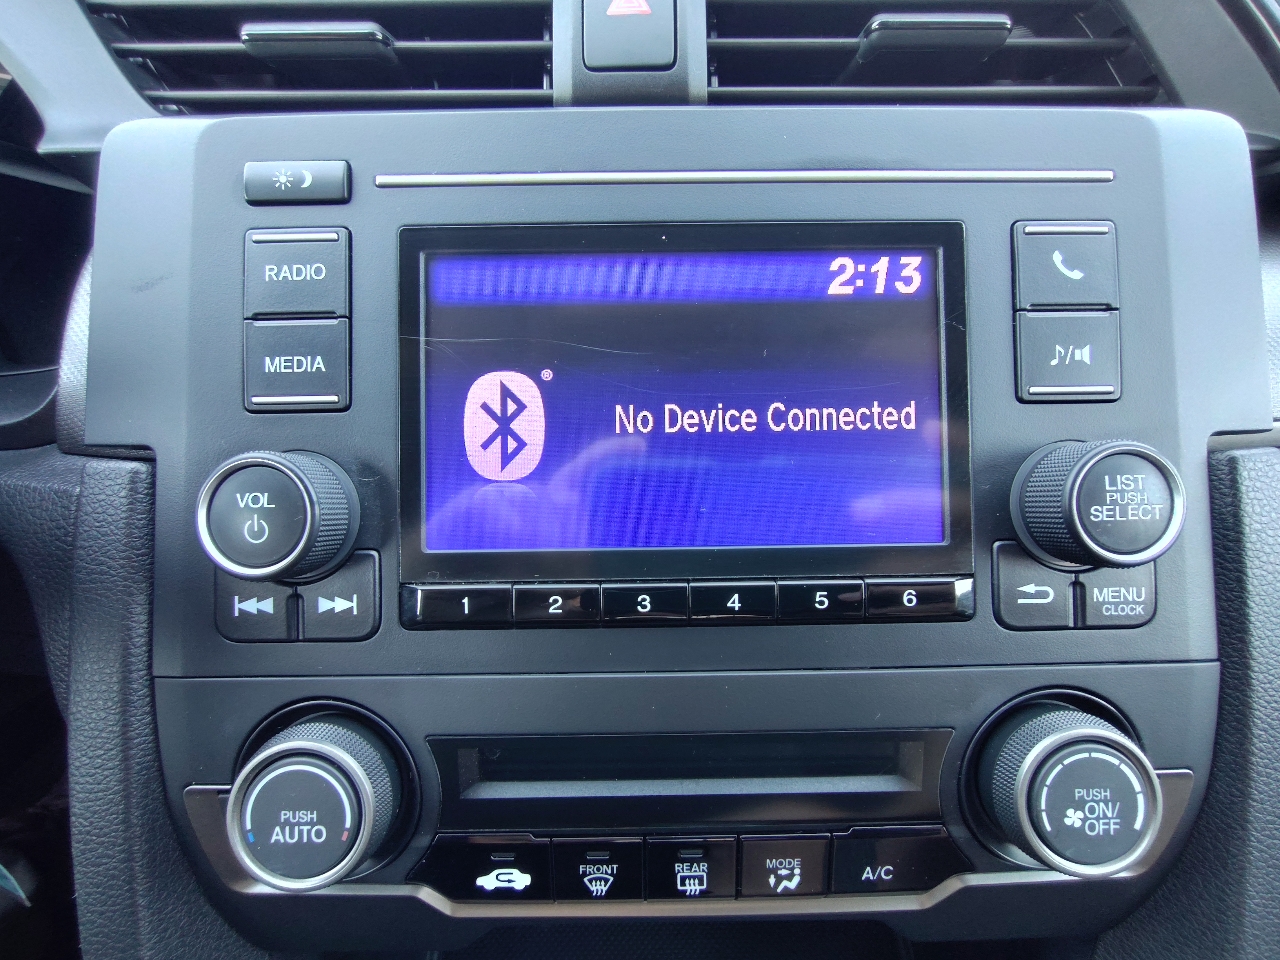 RADIO
MEDIA
2:13
®
No Device Connected
♪/
VOL
LIST
PUSH
SELECT
1 2 3 4 5 6
MENU
CLOCK
PUSH
AUTO
PUSH
ON/
OFF
FRONT
REAR
MODE
A/C